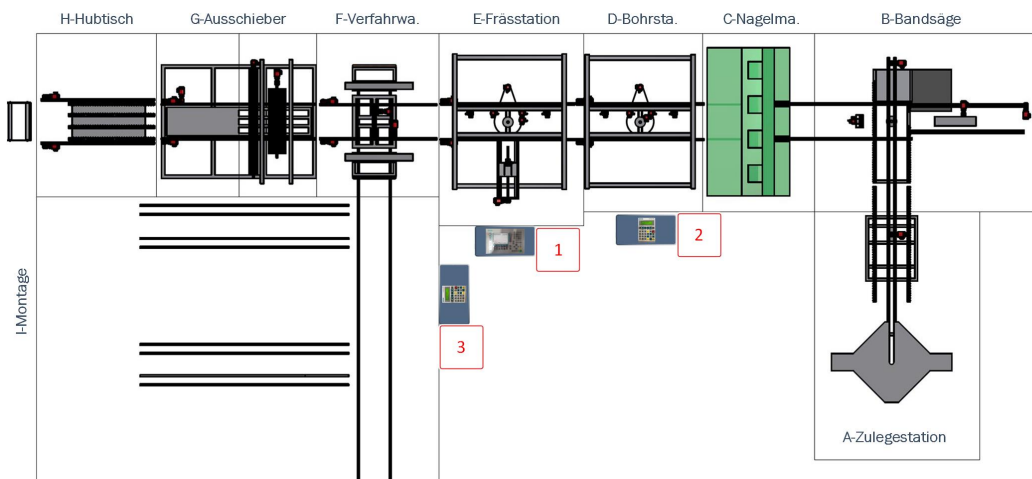 H-Hubtisch
G-Ausschieber
F-Verfahrwa.
E-Frässtation
D-Bohrsta.
C-Nagelma.
B-Bandsäge
I-Montage
1
2
3
A-Zulegestation